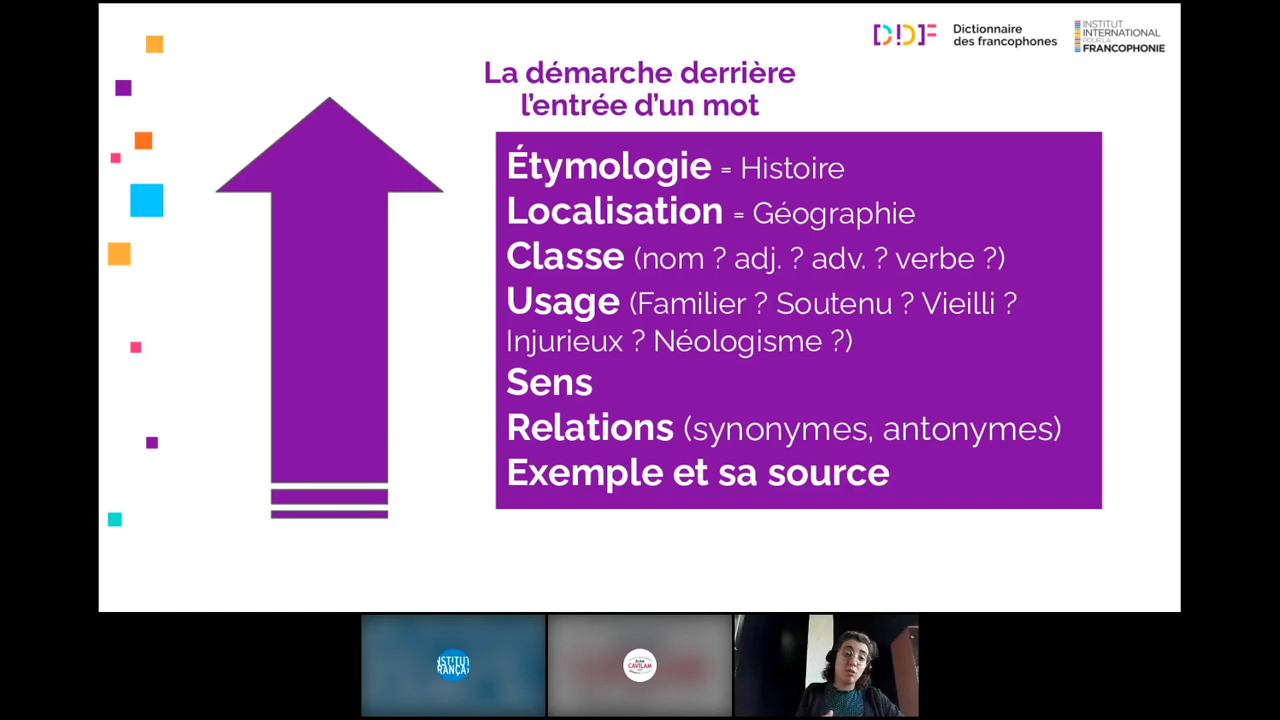 DDF
Dictionnaire
des francophones
INSTITUT
INTERNATIONAL
POUR LA
FRANCOPHONIE
La démarche derrière
l'entrée d'un mot
Étymologie = Histoire
Localisation = Géographie
Classe (nom ? adj. ? adv. ? verbe ?)
Usage (Familier ? Soutenu ? Vieilli ?
Injurieux ? Néologisme ?)
Sens
Relations (synonymes, antonymes)
Exemple et sa source
CAVILAM